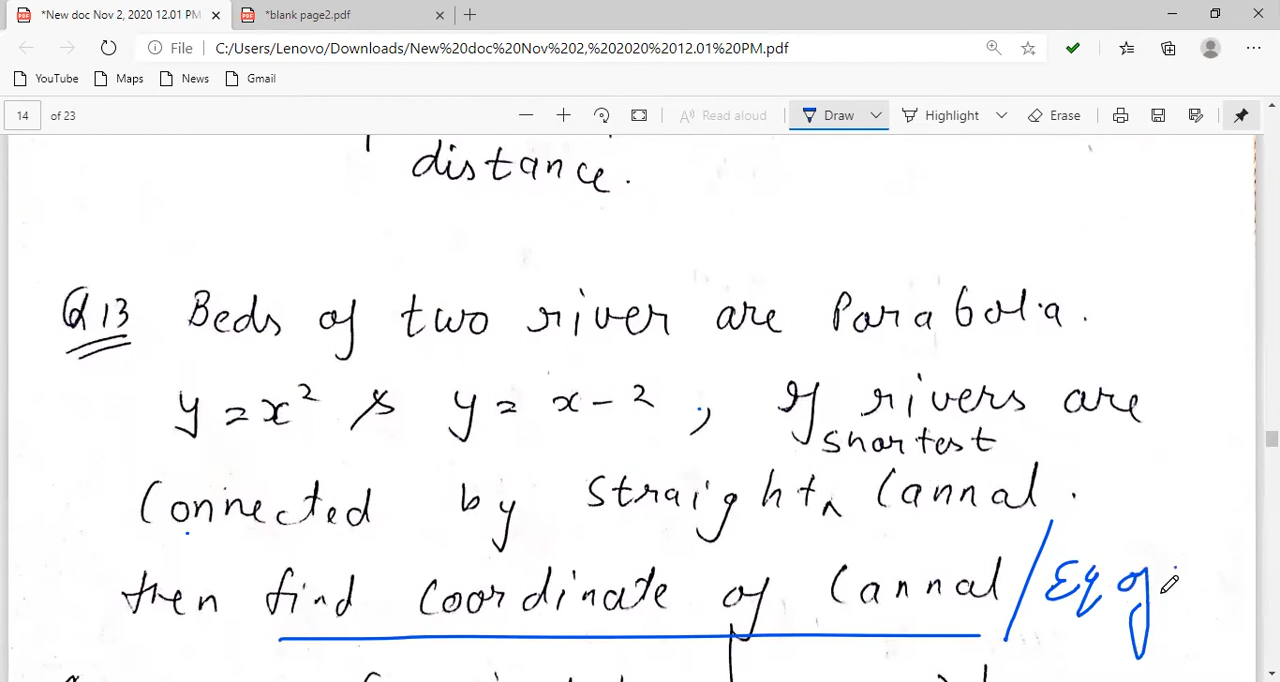 *New doc Nov 2, 2020 12.01 PM
*blank page2.pdf
File
C:/Users/Lenovo/Downloads/New%20doc%20Nov%202,%202020%2012.01%20PM.pdf
YouTube Maps News Gmail
14 of 23 Read aloud Draw Highlight Erase
distance.
Q13 Beds of two river are Parabola.
y = x² & y = x - 2, If rivers are
shortest
Connected by straight ^ Cannal.
then find Coordinate of Cannal / Eq of